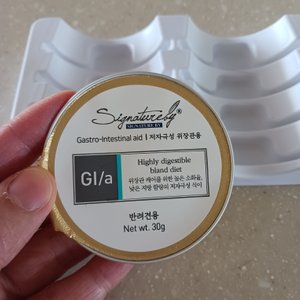 Signatureby®
SIGNATURE BY
Gastro-Intestinal aid | 저자극성 위장관용
GI/a
Highly digestible
bland diet
위장관 케어를 위한 높은 소화율,
낮은 지방 함량의 저자극성 식이
반려견용
Net wt. 30g